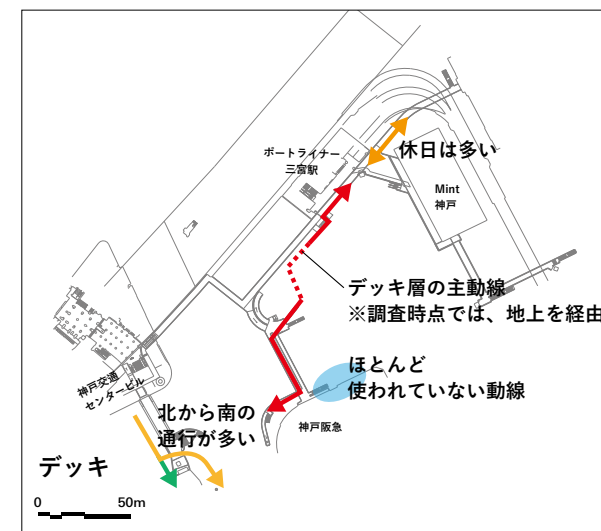 休日は多い
ポートライナー
三宮駅
Mint
神戸
デッキ層の主動線
※調査時点では、地上を経由
ほとんど
使われていない動線
神戸交通
センタービル
北から南の
通行が多い
神戸阪急
デッキ
0 50m